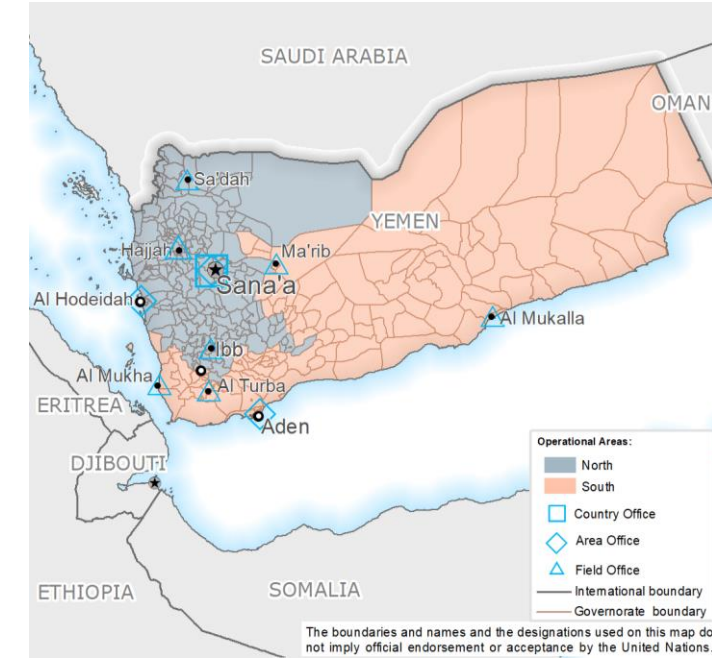 SAUDI ARABIA
OMAN
Sa'dah
YEMEN
Hajjah
Ma'rib
Sana'a
Al Hodeidah
Al Mukalla
Ibb
Al Mukha
Al Turba
ERITREA
Aden
DJIBOUTI
ETHIOPIA
SOMALIA
Operational Areas:
North
South
Country Office
Area Office
Field Office
International boundary
Governorate boundary
The boundaries and names and the designations used on this map do
not imply official endorsement or acceptance by the United Nations.